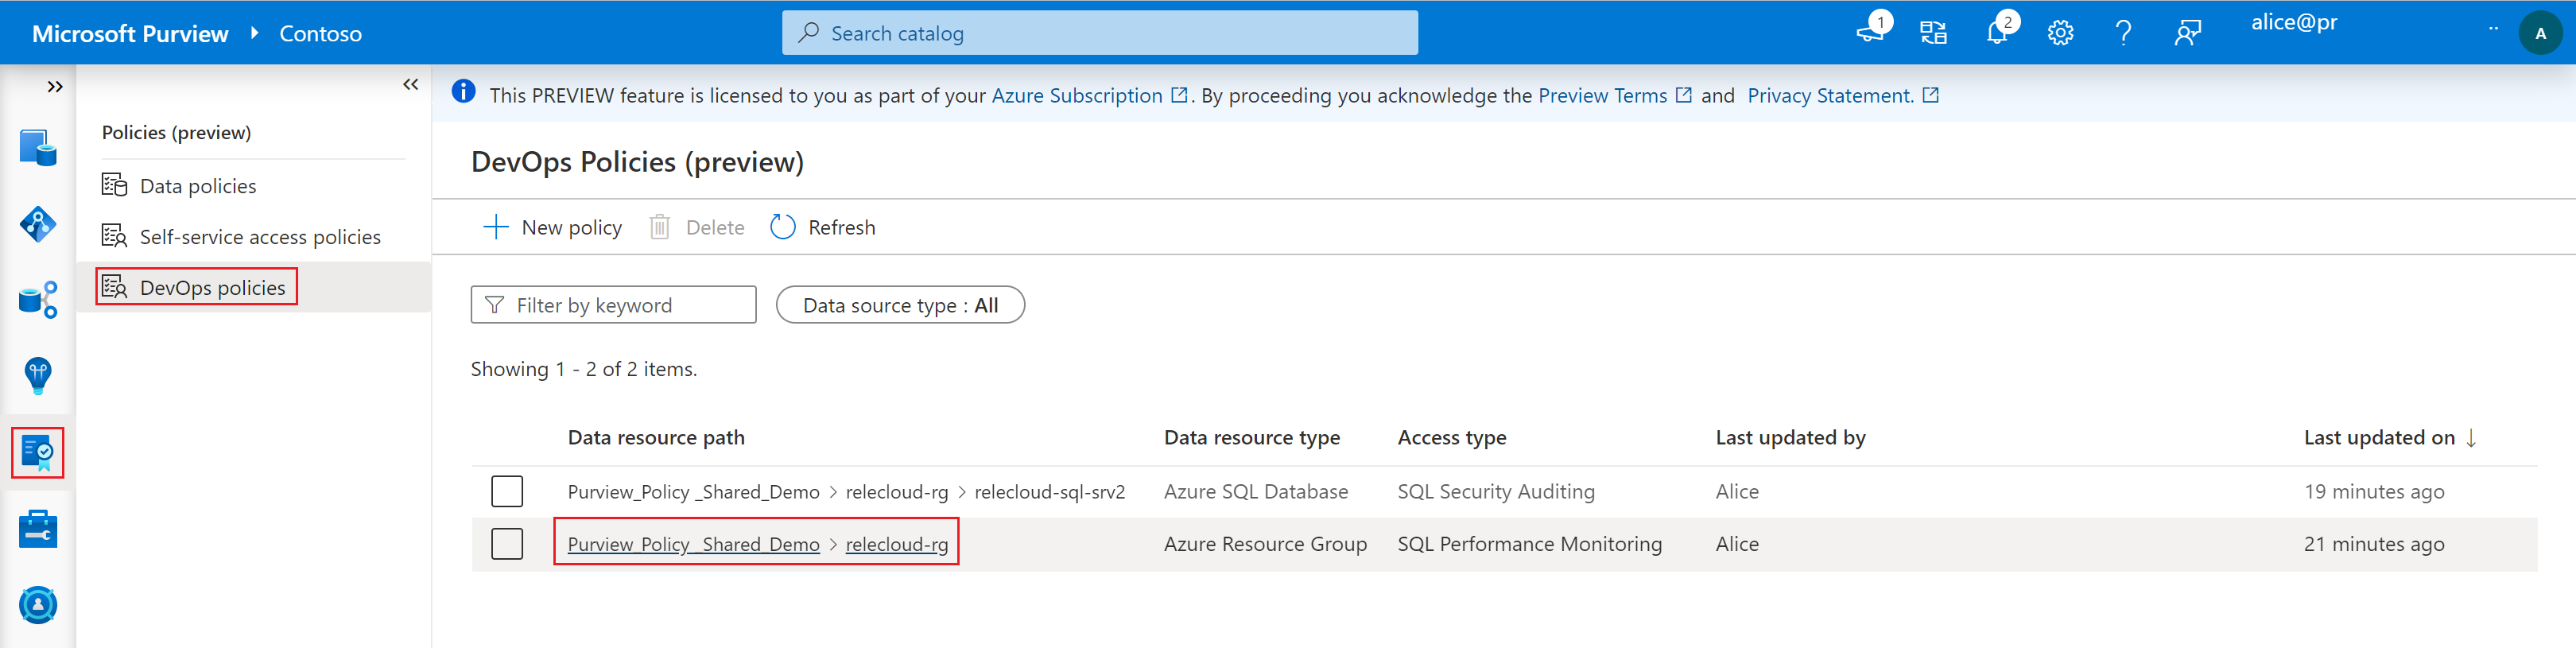 Microsoft Purview Contoso
Search catalog
1
2
alice@pr
A
Policies (preview)
Data policies
Self-service access policies
DevOps policies
This PREVIEW feature is licensed to you as part of your Azure Subscription. By proceeding you acknowledge the Preview Terms and Privacy Statement.
DevOps Policies (preview)
New policy Delete Refresh
Filter by keyword Data source type : All
Showing 1 - 2 of 2 items.
Data resource path Data resource type Access type Last updated by Last updated on ↓
Purview_Policy _Shared_Demo > relecloud-rg > relecloud-sql-srv2 Azure SQL Database SQL Security Auditing Alice 19 minutes ago
Purview_Policy _Shared_Demo > relecloud-rg Azure Resource Group SQL Performance Monitoring Alice 21 minutes ago